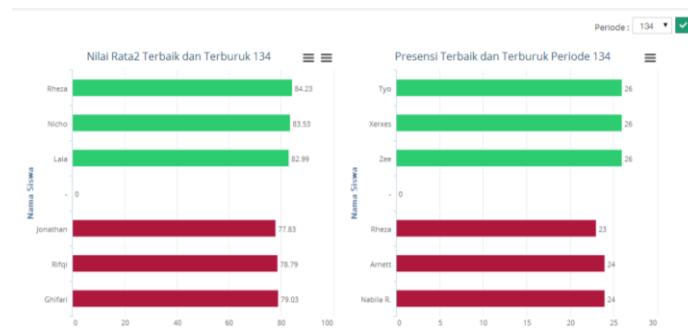 Periode : 134
Nilai Rata2 Terbaik dan Terburuk 134
Nama Siswa
Rheza 84.23
Nicho 83.53
Lala 82.99
- 0
Jonathan 77.83
Rifqi 78.79
Ghifari 79.03
0 20 40 60 80 100
Presensi Terbaik dan Terburuk Periode 134
Nama Siswa
Tyo 26
Xerxes 26
Zee 26
- 0
Rheza 23
Arnett 24
Nabila R. 24
0 5 10 15 20 25 30